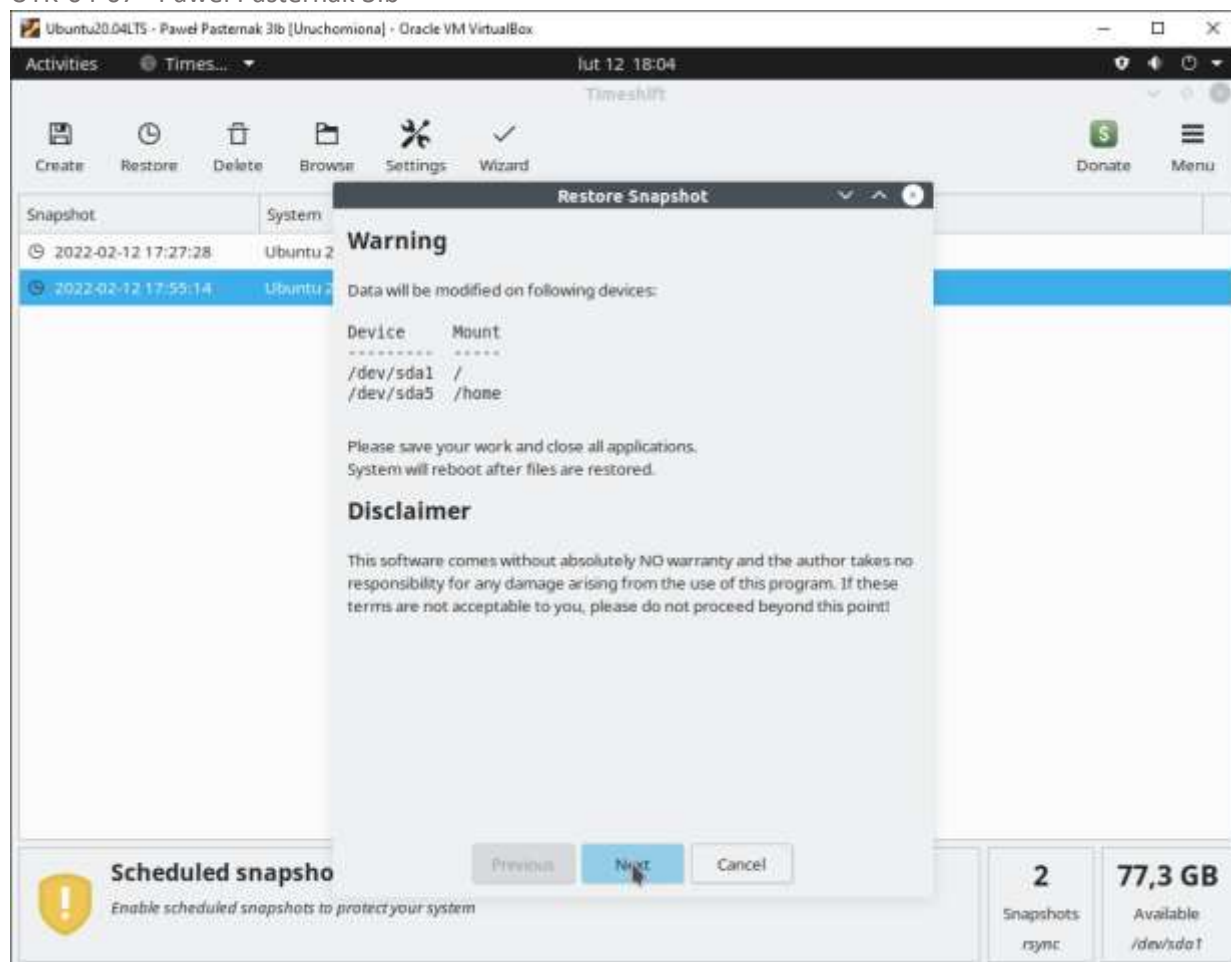 Ubuntu20.04LTS - Paweł Pasternak 3lb [Uruchomiona] - Oracle VM VirtualBox
Activities Times... lut 12 18:04
Timeshift
Create Restore Delete Browse Settings Wizard Donate Menu
Snapshot System
2022-02-12 17:27:28 Ubuntu 2
2022-02-12 17:55:14 Ubuntu 2
Restore Snapshot
Warning
Data will be modified on following devices:
Device Mount
--------- -----
/dev/sda1 /
/dev/sda5 /home
Please save your work and close all applications.
System will reboot after files are restored.
Disclaimer
This software comes without absolutely NO warranty and the author takes no
responsibility for any damage arising from the use of this program. If these
terms are not acceptable to you, please do not proceed beyond this point!
Previous Next Cancel
Scheduled snapsho
Enable scheduled snapshots to protect your system
2
Snapshots
rsync
77,3 GB
Available
/dev/sda1